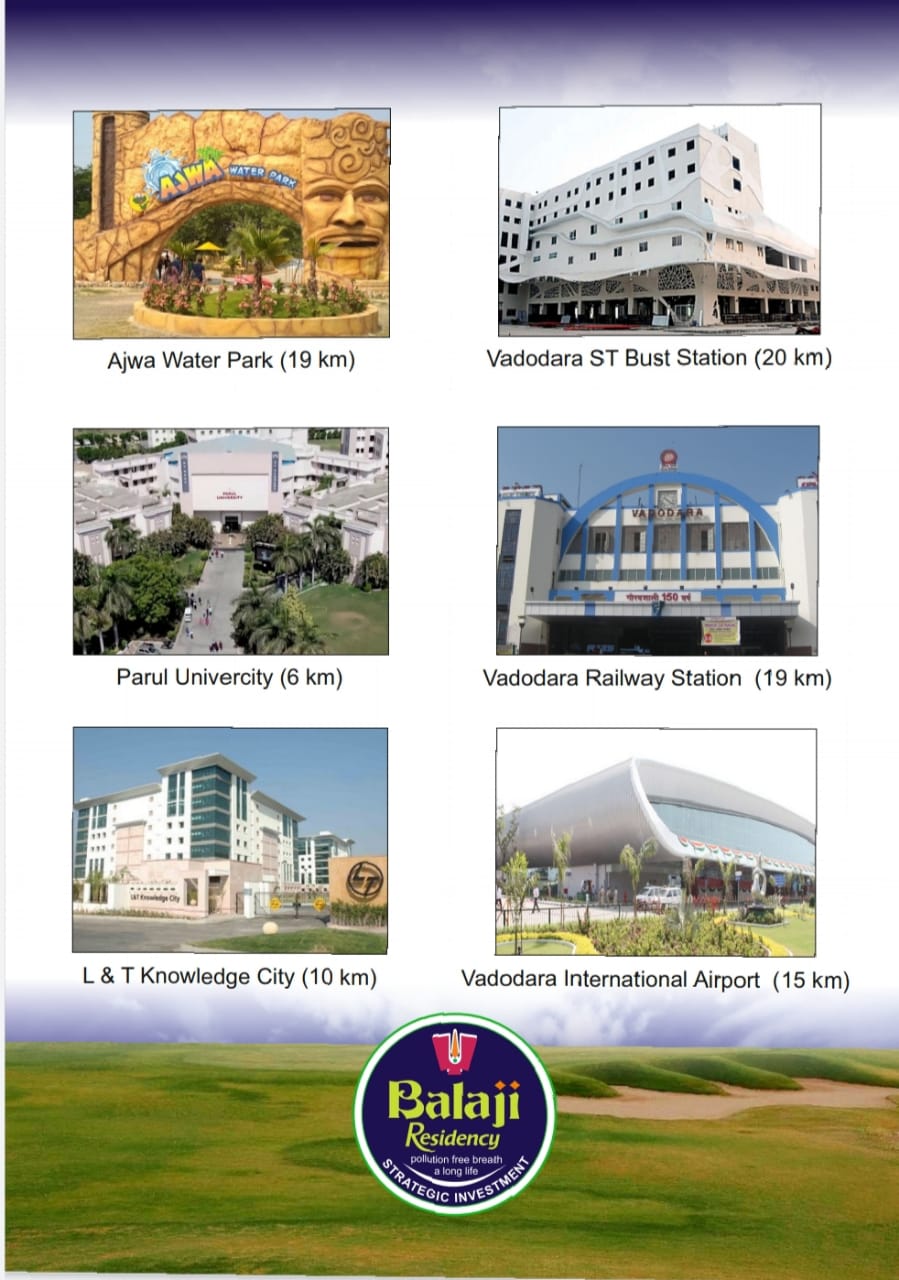 AJWA WATER PARK
Ajwa Water Park (19 km)
Vadodara ST Bust Station (20 km)
PARUL
UNIVERSITY
Parul Univercity (6 km)
VADODARA
गौरवशाली 150 वर्ष
Vadodara Railway Station (19 km)
L&T Knowledge City
L & T Knowledge City (10 km)
Vadodara International Airport (15 km)
Balaji
Residency
pollution free breath
a long life
STRATEGIC INVESTMENT